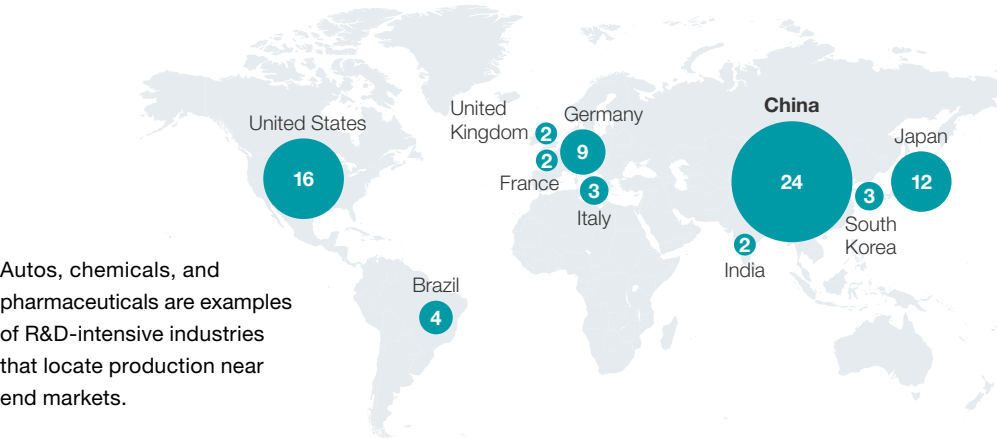 United States
16
United
Kingdom
2
Germany
9
2
France
3
Italy
China
24
Japan
12
3
South
Korea
2
India
Brazil
4
Autos, chemicals, and
pharmaceuticals are examples
of R&D-intensive industries
that locate production near
end markets.